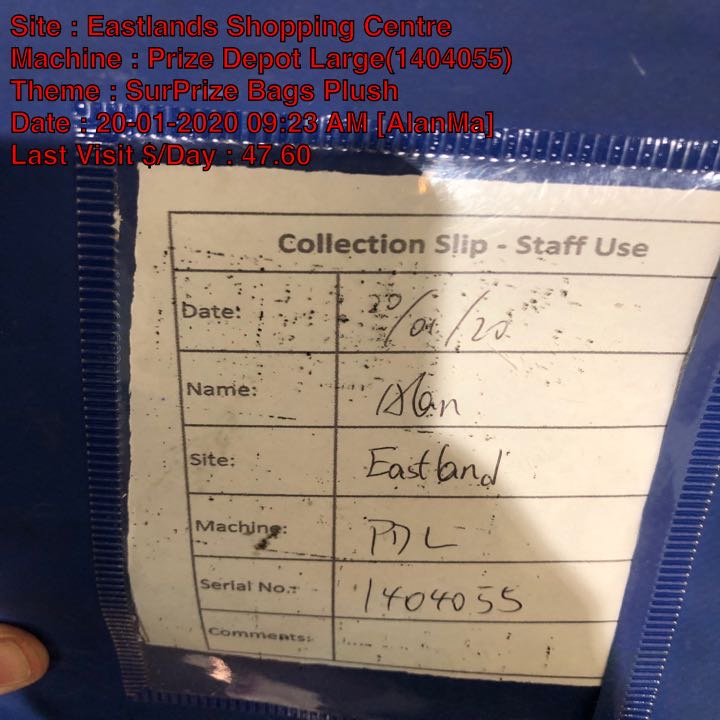 Site : Eastlands Shopping Centre
Machine : Prize Depot Large(1404055)
Theme : SurPrize Bags Plush
Date : 20-01-2020 09:23 AM [AlanMa]
Last Visit $/Day : 47.60
Collection Slip - Staff Use
Date: 20/01/20
Name: Alan
Site: Eastland
Machine: PDL
Serial No.: 1404055
Comments: